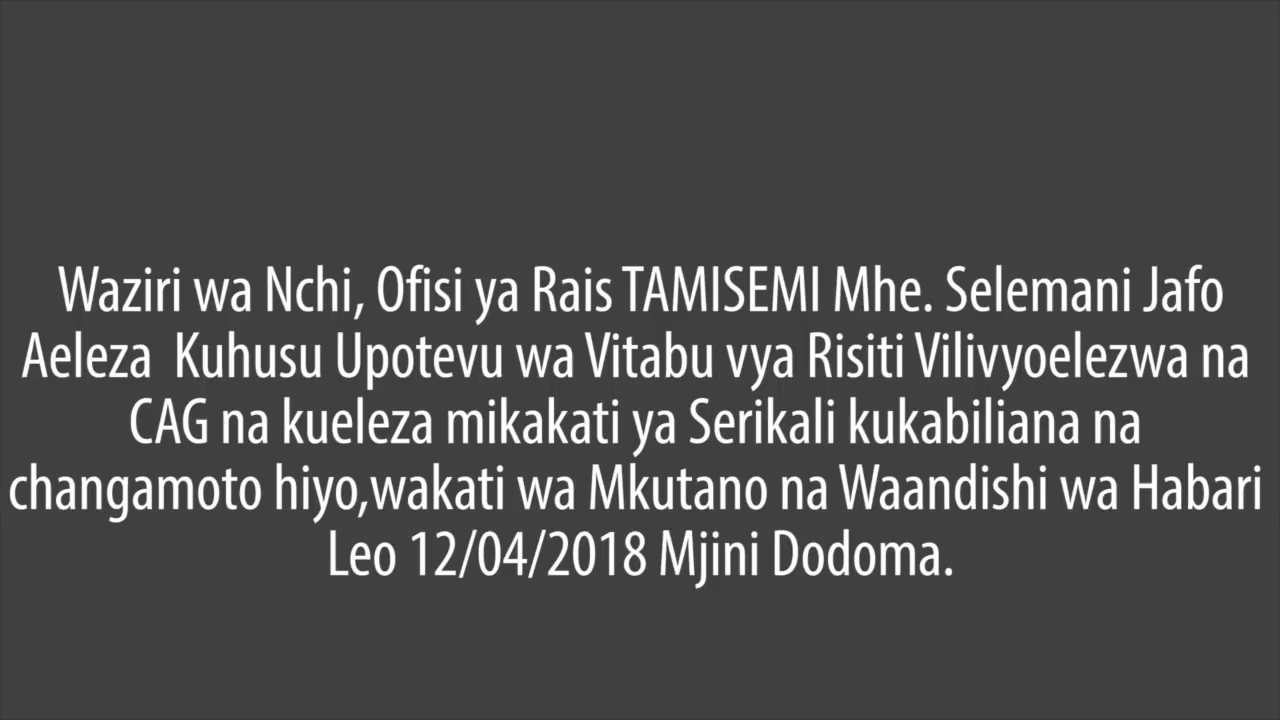 Waziri wa Nchi, Ofisi ya Rais TAMISEMI Mhe. Selemani Jafo
Aeleza  Kuhusu Upotevu wa Vitabu vya Risiti Vilivyoelezwa na
CAG na kueleza mikakati ya Serikali kukabiliana na
changamoto hiyo,wakati wa Mkutano na Waandishi wa Habari
Leo 12/04/2018 Mjini Dodoma.